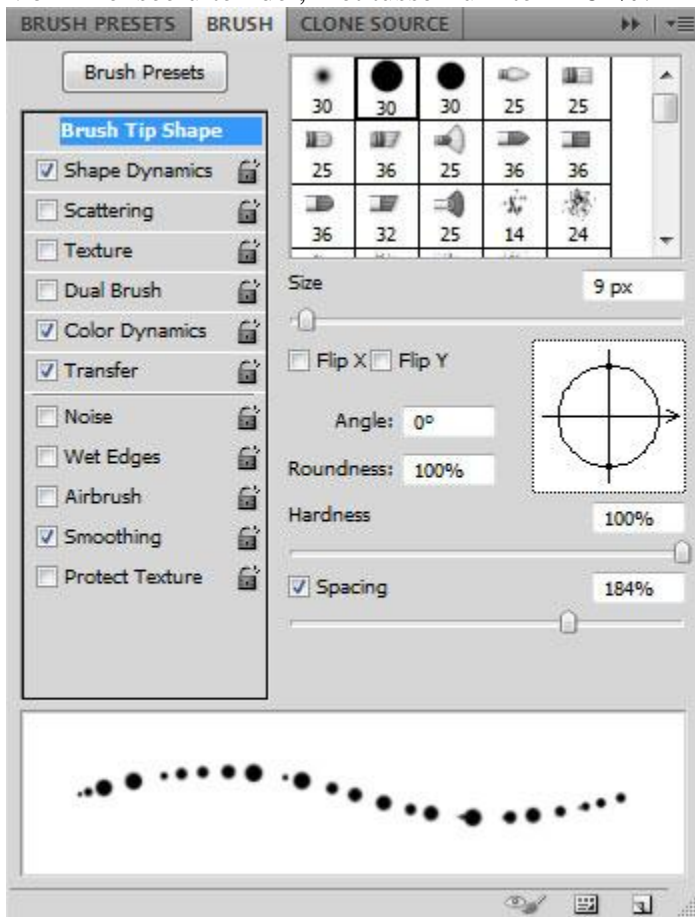 BRUSH PRESETS BRUSH CLONE SOURCE
Brush Presets
Brush Tip Shape
Shape Dynamics
Scattering
Texture
Dual Brush
Color Dynamics
Transfer
Noise
Wet Edges
Airbrush
Smoothing
Protect Texture
30 30 30 25 25
25 36 25 36 36
36 32 25 14 24
Size 9 px
Flip X Flip Y
Angle: 0°
Roundness: 100%
Hardness 100%
Spacing 184%